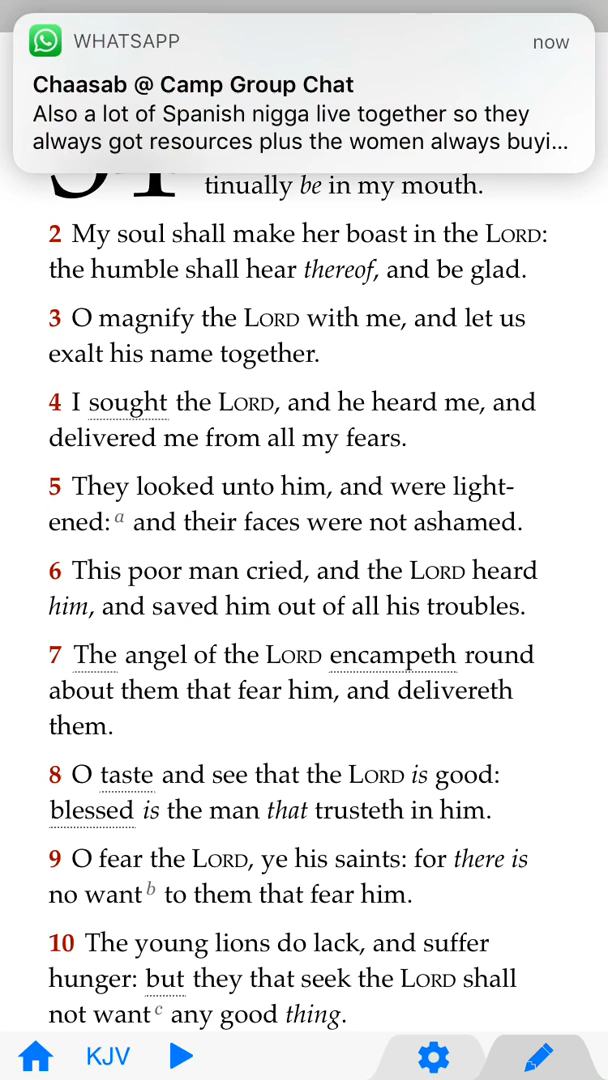 WHATSAPP now
Chaasab @ Camp Group Chat
Also a lot of Spanish nigga live together so they
always got resources plus the women always buyi...
tinually be in my mouth.
2 My soul shall make her boast in the LORD:
the humble shall hear thereof, and be glad.
3 O magnify the LORD with me, and let us
exalt his name together.
4 I sought the LORD, and he heard me, and
delivered me from all my fears.
5 They looked unto him, and were light-
ened: a and their faces were not ashamed.
6 This poor man cried, and the LORD heard
him, and saved him out of all his troubles.
7 The angel of the LORD encampeth round
about them that fear him, and delivereth
them.
8 O taste and see that the LORD is good:
blessed is the man that trusteth in him.
9 O fear the LORD, ye his saints: for there is
no want b to them that fear him.
10 The young lions do lack, and suffer
hunger: but they that seek the LORD shall
not want c any good thing.
KJV